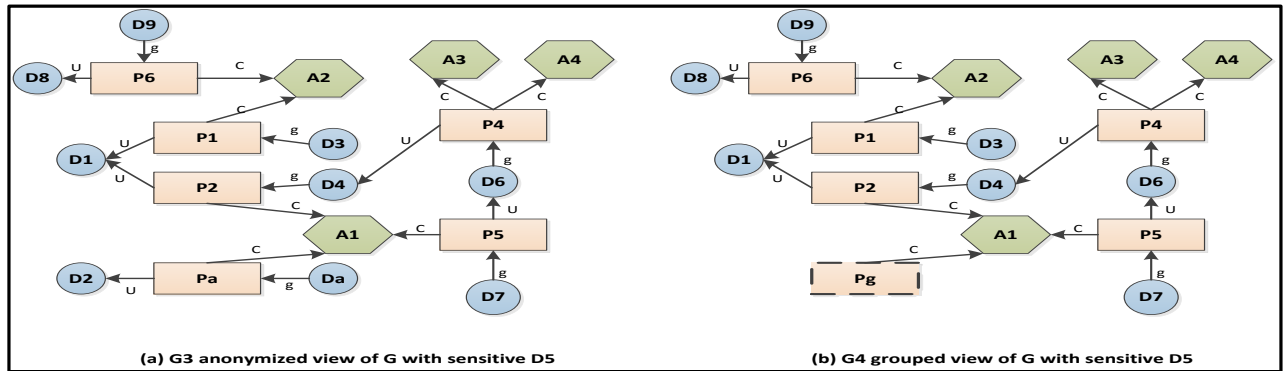 D9
g
D8
U
P6
C
A2
A3
A4
C
C
C
P1
g
D3
P4
U
D1
U
U
P2
g
D4
g
D6
C
U
A1
C
P5
C
D2
U
Pa
g
Da
g
D7
(a) G3 anonymized view of G with sensitive D5
D9
g
D8
U
P6
C
A2
A3
A4
C
C
C
P1
g
D3
P4
U
D1
U
U
P2
g
D4
g
D6
C
U
A1
C
P5
C
Pg
g
D7
(b) G4 grouped view of G with sensitive D5